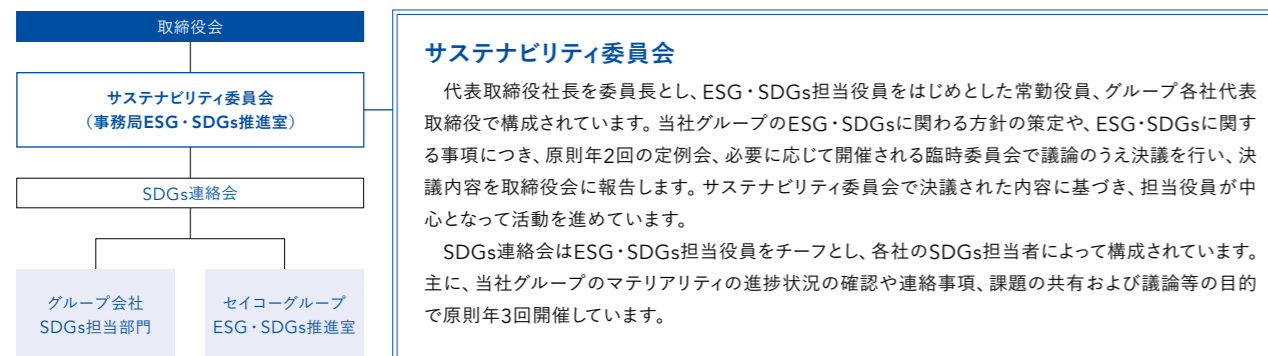 取締役会
サステナビリティ委員会
（事務局ESG・SDGs推進室）
SDGs連絡会
グループ会社
SDGs担当部門
セイコーグループ
ESG・SDGs推進室
サステナビリティ委員会
代表取締役社長を委員長とし、ESG・SDGs担当役員をはじめとした常勤役員、グループ各社代表
取締役で構成されています。当社グループのESG・SDGsに関わる方針の策定や、ESG・SDGsに関す
る事項につき、原則年2回の定例会、必要に応じて開催される臨時委員会で議論のうえ決議を行い、決
議内容を取締役会に報告します。サステナビリティ委員会で決議された内容に基づき、担当役員が中
心となって活動を進めています。
SDGs連絡会はESG・SDGs担当役員をチーフとし、各社のSDGs担当者によって構成されています。
主に、当社グループのマテリアリティの進捗状況の確認や連絡事項、課題の共有および議論等の目的
で原則年3回開催しています。